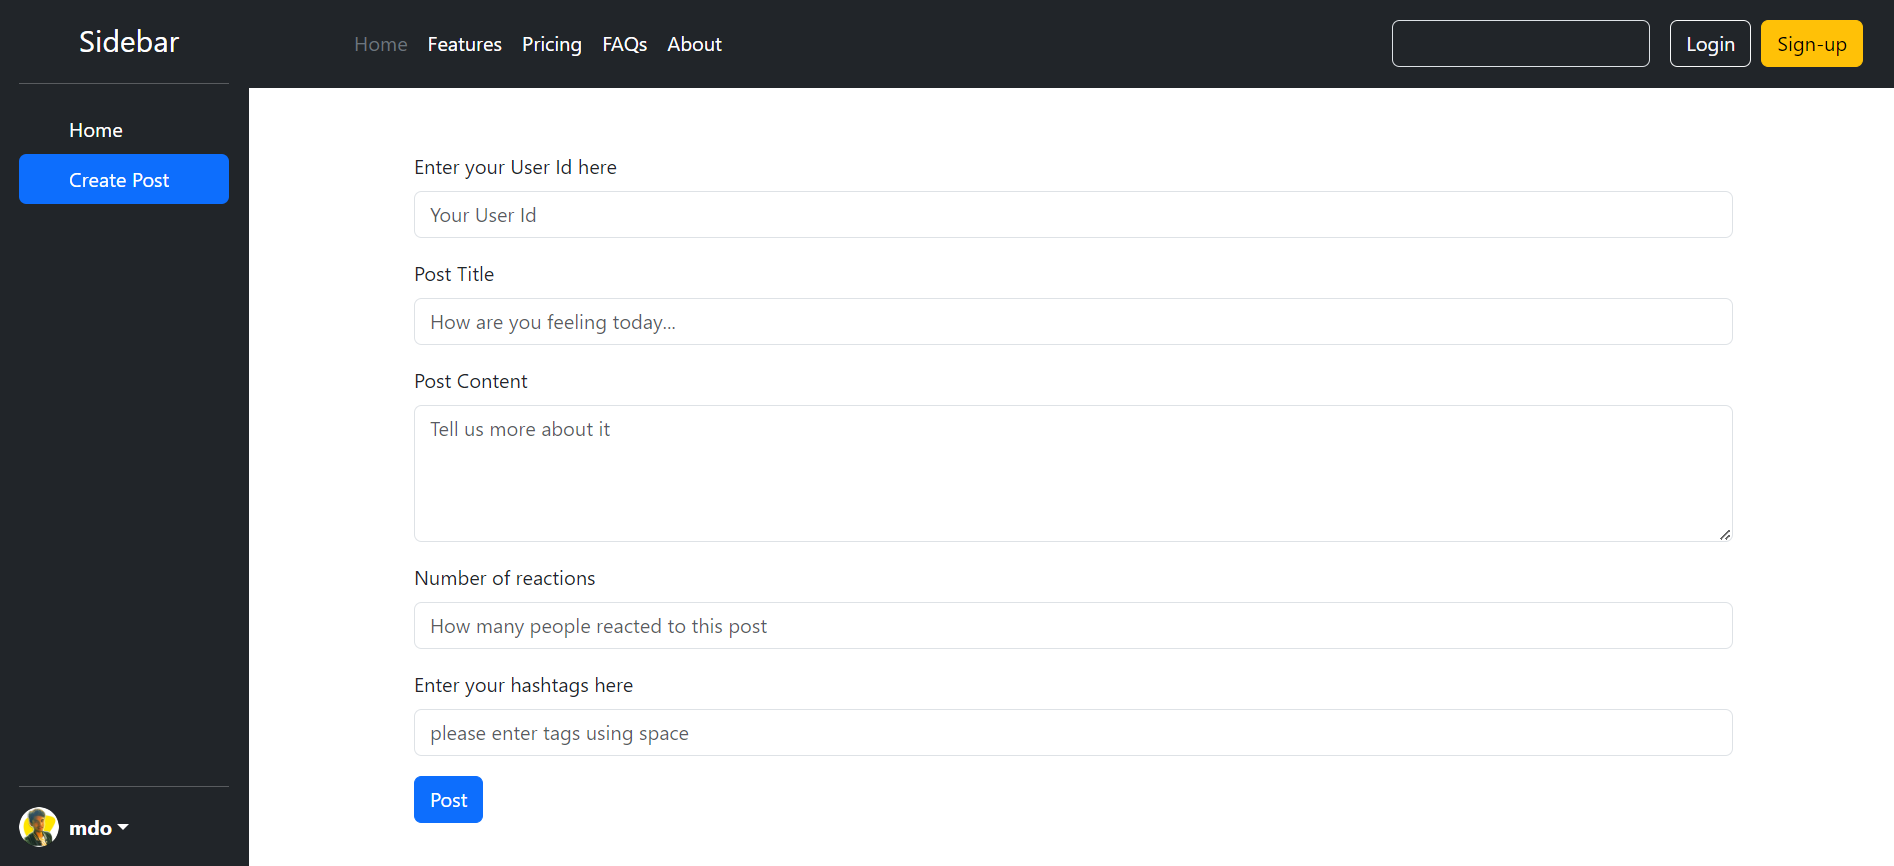 Sidebar
Home Features Pricing FAQs About
Login Sign-up
Home
Create Post
Enter your User Id here
Your User Id
Post Title
How are you feeling today...
Post Content
Tell us more about it
Number of reactions
How many people reacted to this post
Enter your hashtags here
please enter tags using space
Post
mdo